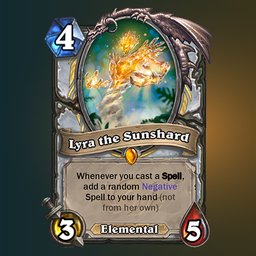 4
Lyra the Sunshard
Whenever you cast a Spell,
add a random Negative
Spell to your hand (not
from her own)
3
Elemental
5